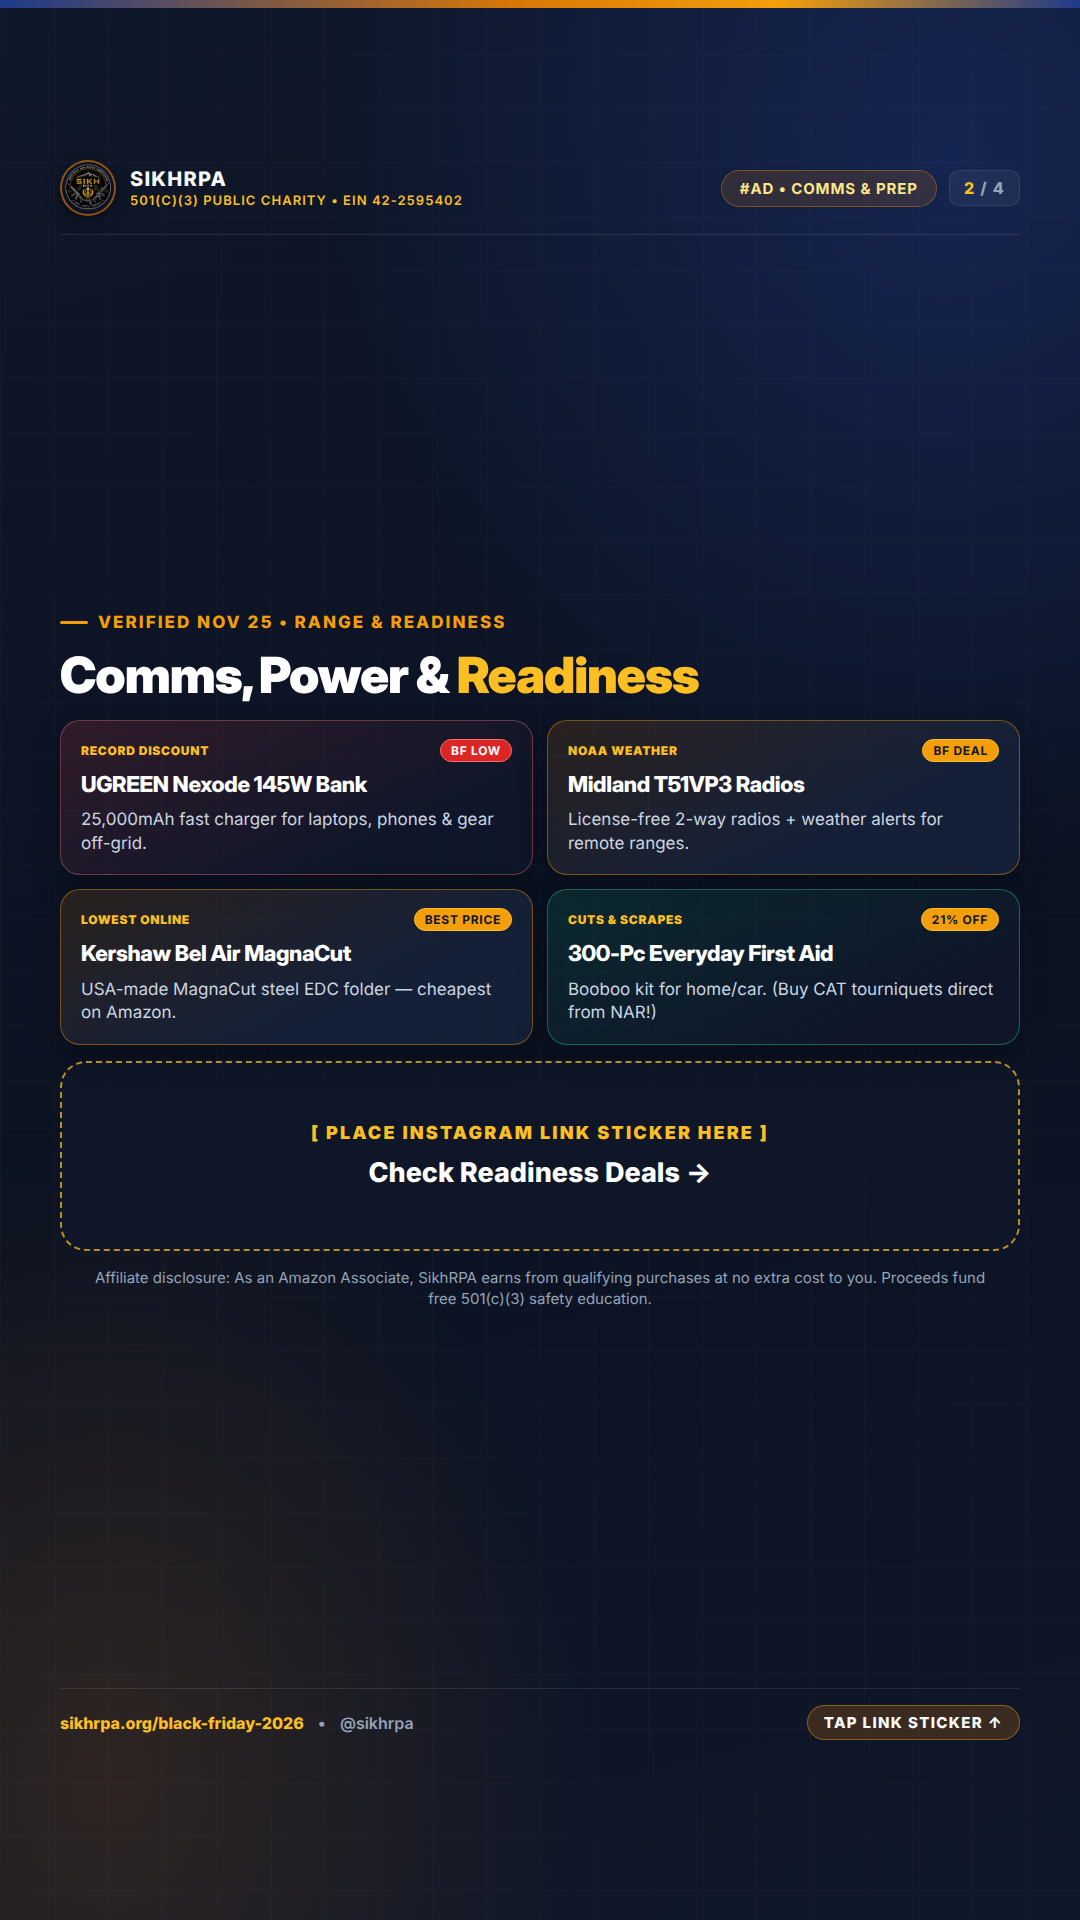 SIKH
SIKHRPA
501(C)(3) PUBLIC CHARITY • EIN 42-2595402
#AD • COMMS & PREP
2 / 4
VERIFIED NOV 25 • RANGE & READINESS
Comms, Power & Readiness
RECORD DISCOUNT
BF LOW
UGREEN Nexode 145W Bank
25,000mAh fast charger for laptops, phones & gear
off-grid.
NOAA WEATHER
BF DEAL
Midland T51VP3 Radios
License-free 2-way radios + weather alerts for
remote ranges.
LOWEST ONLINE
BEST PRICE
Kershaw Bel Air MagnaCut
USA-made MagnaCut steel EDC folder — cheapest
on Amazon.
CUTS & SCRAPES
21% OFF
300-Pc Everyday First Aid
Booboo kit for home/car. (Buy CAT tourniquets direct
from NAR!)
[ PLACE INSTAGRAM LINK STICKER HERE ]
Check Readiness Deals →
Affiliate disclosure: As an Amazon Associate, SikhRPA earns from qualifying purchases at no extra cost to you. Proceeds fund
free 501(c)(3) safety education.
sikhrpa.org/black-friday-2026 • @sikhrpa
TAP LINK STICKER ↑